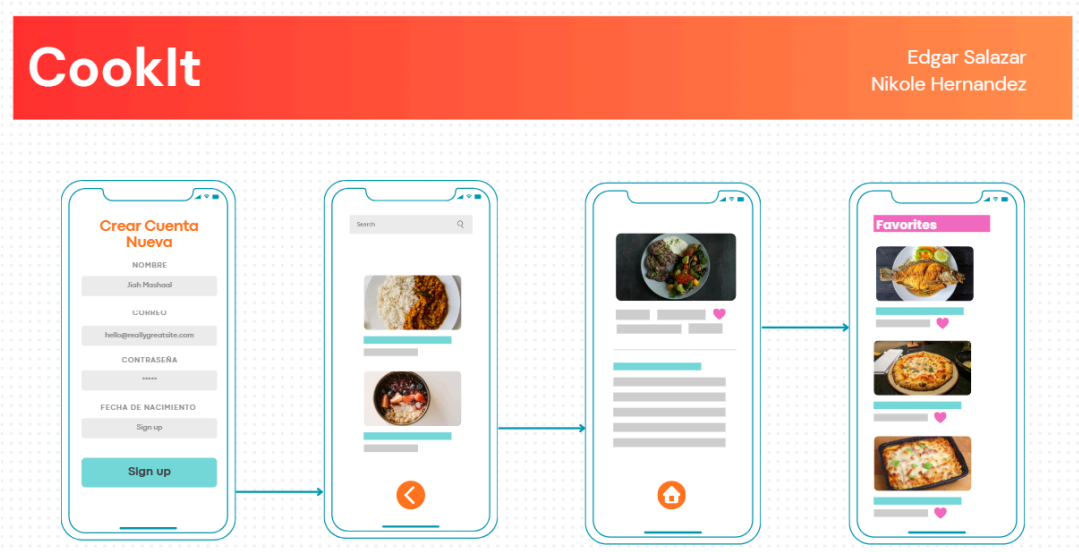 CookIt
Edgar Salazar
Nikole Hernandez
Crear Cuenta
Nueva
NOMBRE
Jiah Mashaal
CORREO
hello@reallygreatsite.com
CONTRASEÑA
*****
FECHA DE NACIMIENTO
Sign up
Sign up
Search
Favorites